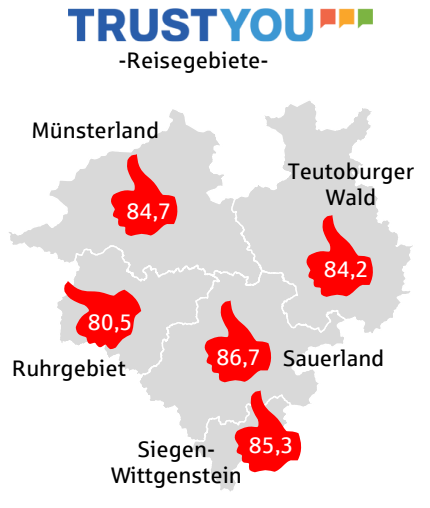 TRUSTYOU
-Reisegebiete-
Münsterland
84,7
Teutoburger
Wald
84,2
80,5
Ruhrgebiet
86,7
Sauerland
85,3
Siegen-
Wittgenstein